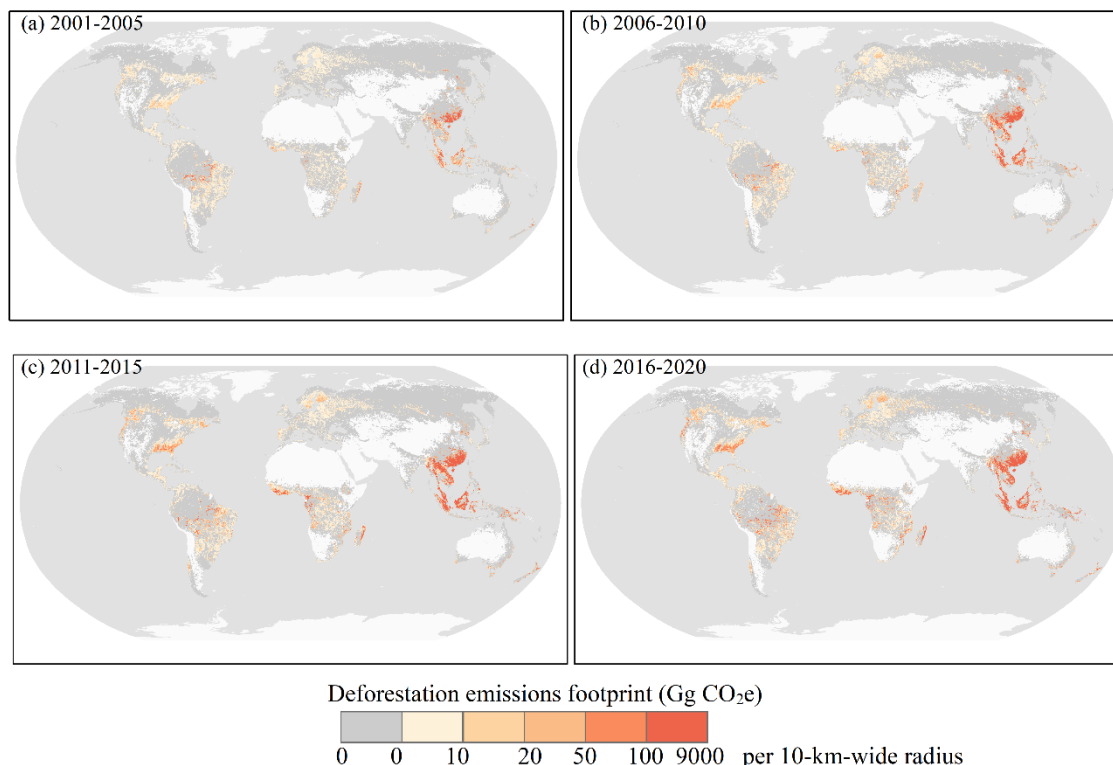 (a) 2001-2005
(b) 2006-2010
(c) 2011-2015
(d) 2016-2020
Deforestation emissions footprint (Gg CO₂e)
0 0 10 20 50 100 9000 per 10-km-wide radius